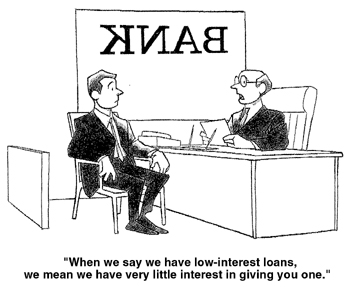 BANK
"When we say we have low-interest loans,
we mean we have very little interest in giving you one."